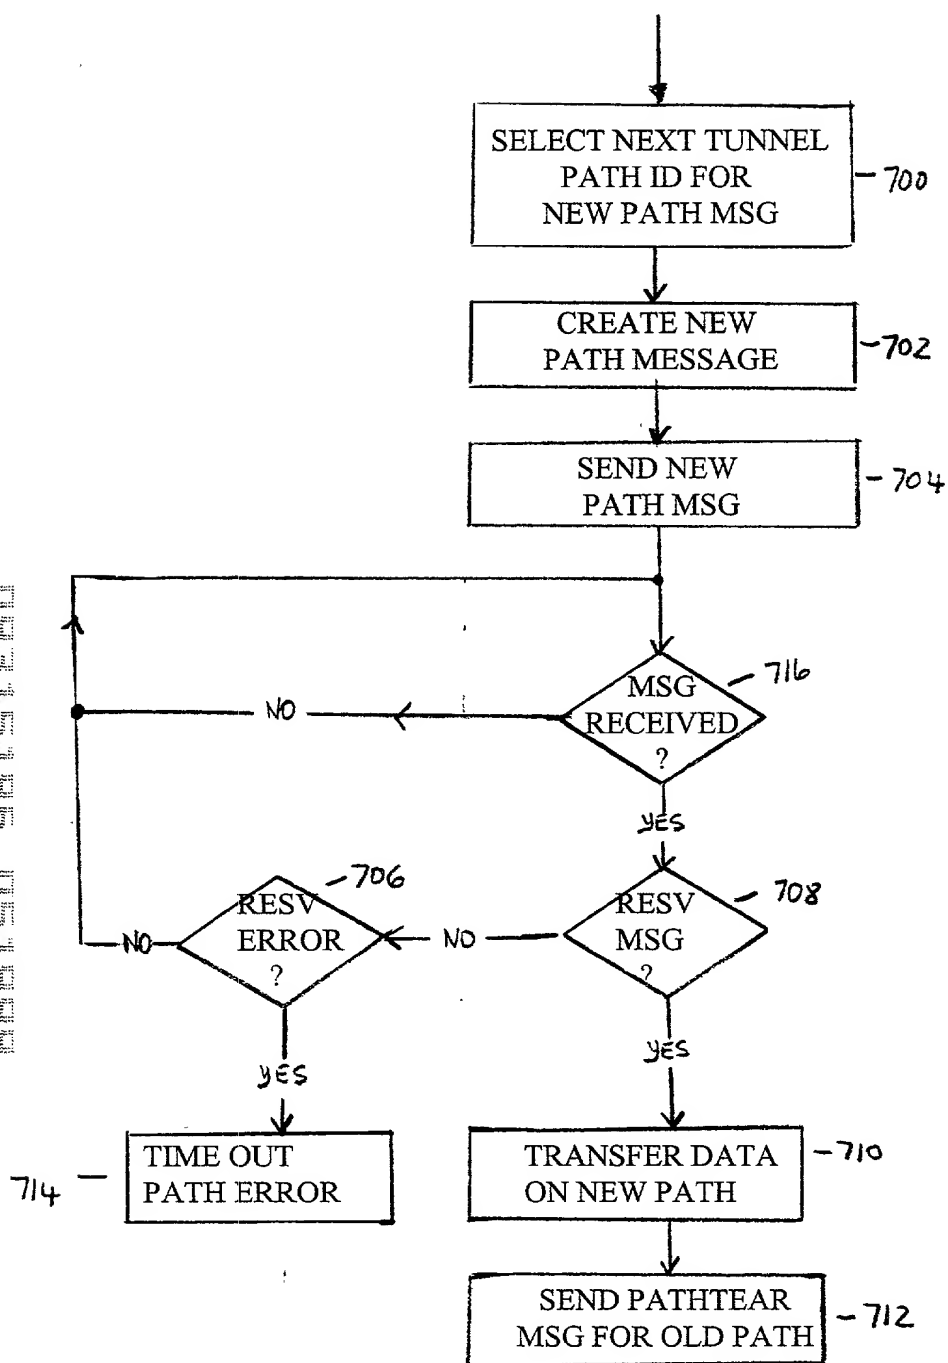 SELECT NEXT TUNNEL
PATH ID FOR
NEW PATH MSG
700
CREATE NEW
PATH MESSAGE
702
SEND NEW
PATH MSG
704
MSG
RECEIVED
?
716
NO
YES
RESV
ERROR
?
706
RESV
MSG
?
708
NO
NO
YES
YES
TIME OUT
PATH ERROR
714
TRANSFER DATA
ON NEW PATH
710
SEND PATHTEAR
MSG FOR OLD PATH
712